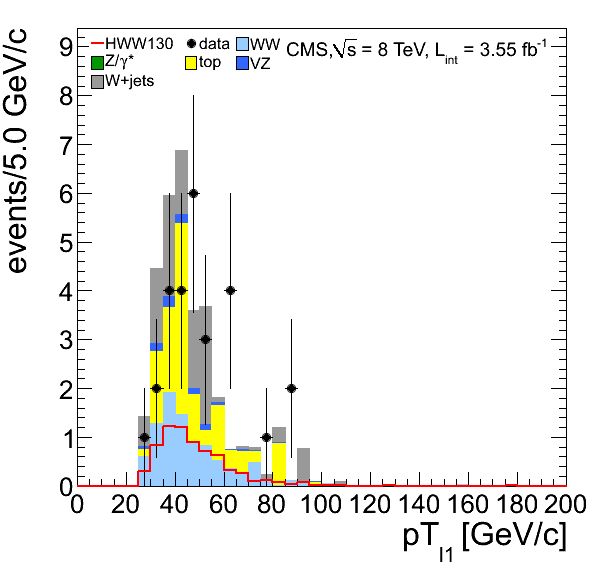 HWW130 data WW CMS,√s = 8 TeV, L_int = 3.55 fb⁻¹
Z/γ* top VZ
W+jets
events/5.0 GeV/c
9
8
7
6
5
4
3
2
1
0
0 20 40 60 80 100 120 140 160 180 200
pT_l1 [GeV/c]